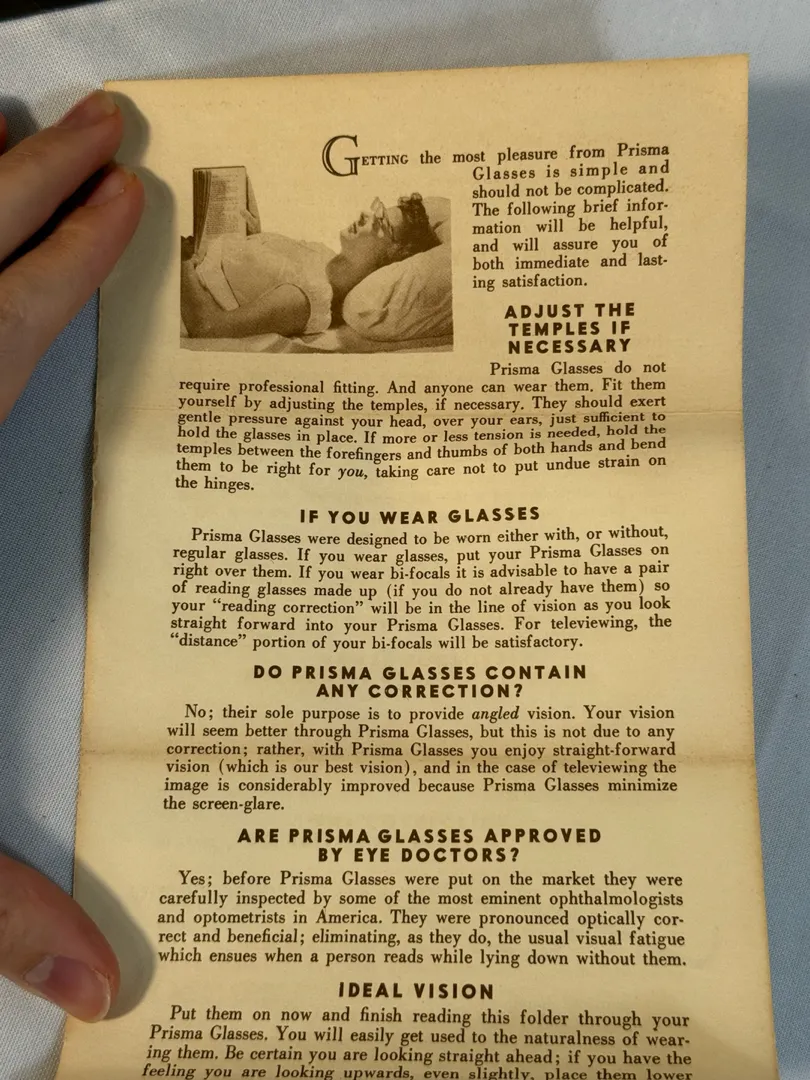 GETTING the most pleasure from Prisma
Glasses is simple and
should not be complicated.
The following brief infor-
mation will be helpful,
and will assure you of
both immediate and last-
ing satisfaction.
ADJUST THE
TEMPLES IF
NECESSARY
Prisma Glasses do not
require professional fitting. And anyone can wear them. Fit them
yourself by adjusting the temples, if necessary. They should exert
gentle pressure against your head, over your ears, just sufficient to
hold the glasses in place. If more or less tension is needed, hold the
temples between the forefingers and thumbs of both hands and bend
them to be right for you, taking care not to put undue strain on
the hinges.
IF YOU WEAR GLASSES
Prisma Glasses were designed to be worn either with, or without,
regular glasses. If you wear glasses, put your Prisma Glasses on
right over them. If you wear bi-focals it is advisable to have a pair
of reading glasses made up (if you do not already have them) so
your "reading correction" will be in the line of vision as you look
straight forward into your Prisma Glasses. For televiewing, the
"distance" portion of your bi-focals will be satisfactory.
DO PRISMA GLASSES CONTAIN
ANY CORRECTION?
No; their sole purpose is to provide angled vision. Your vision
will seem better through Prisma Glasses, but this is not due to any
correction; rather, with Prisma Glasses you enjoy straight-forward
vision (which is our best vision), and in the case of televiewing the
image is considerably improved because Prisma Glasses minimize
the screen-glare.
ARE PRISMA GLASSES APPROVED
BY EYE DOCTORS?
Yes; before Prisma Glasses were put on the market they were
carefully inspected by some of the most eminent ophthalmologists
and optometrists in America. They were pronounced optically cor-
rect and beneficial; eliminating, as they do, the usual visual fatigue
which ensues when a person reads while lying down without them.
IDEAL VISION
Put them on now and finish reading this folder through your
Prisma Glasses. You will easily get used to the naturalness of wear-
ing them. Be certain you are looking straight ahead; if you have the
feeling you are looking upwards, even slightly, place them lower